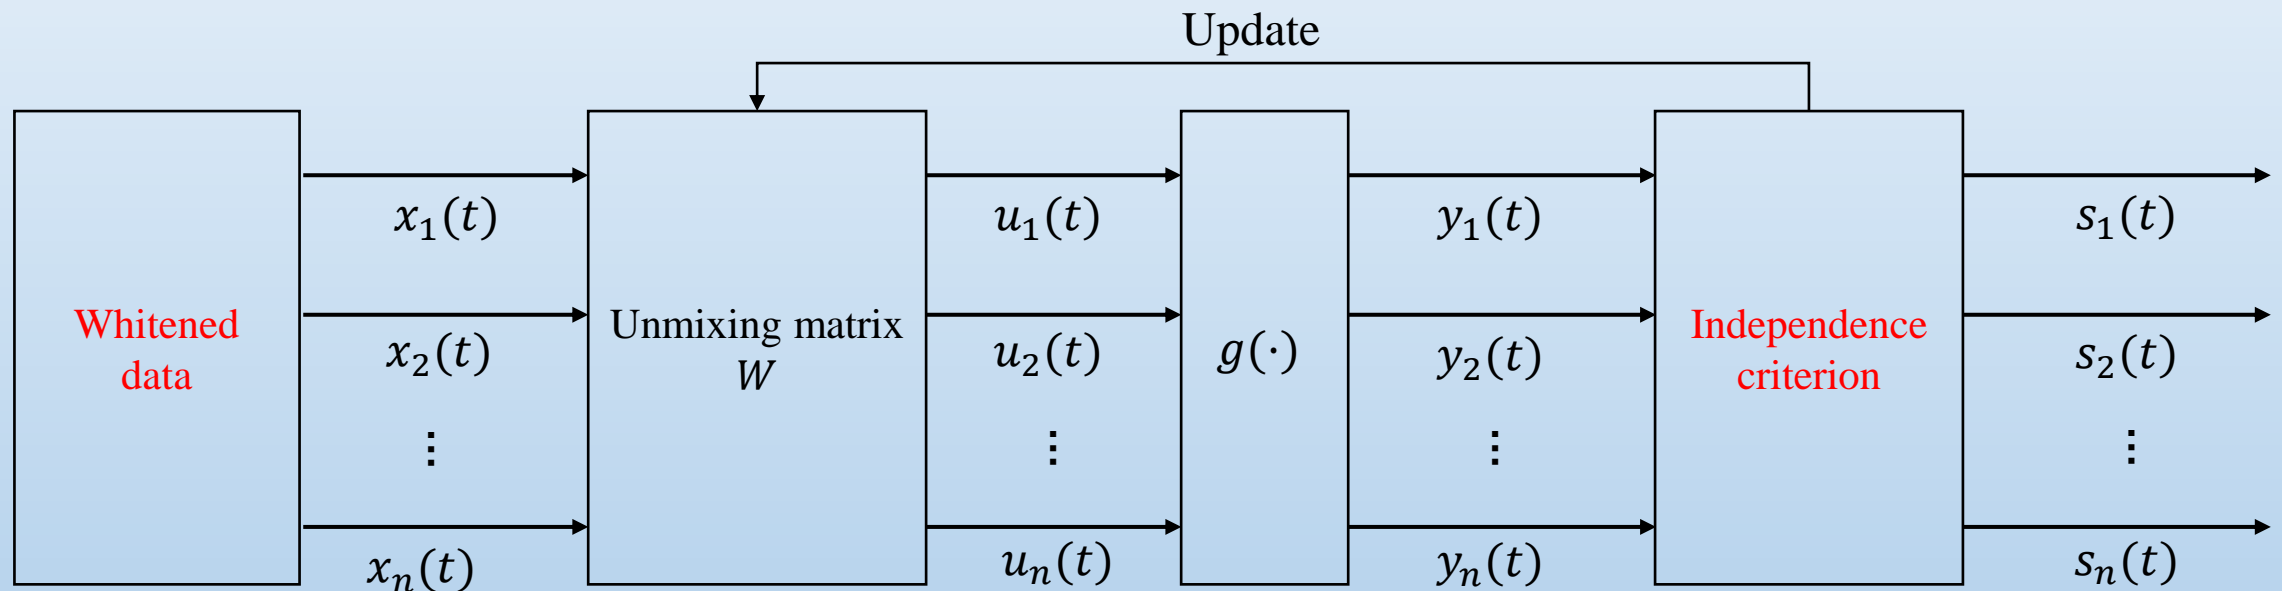 Update
Whitened
data
x₁(t)
x₂(t)
⋮
xₙ(t)
Unmixing matrix
W
u₁(t)
u₂(t)
⋮
uₙ(t)
g(·)
y₁(t)
y₂(t)
⋮
yₙ(t)
Independence
criterion
s₁(t)
s₂(t)
⋮
sₙ(t)